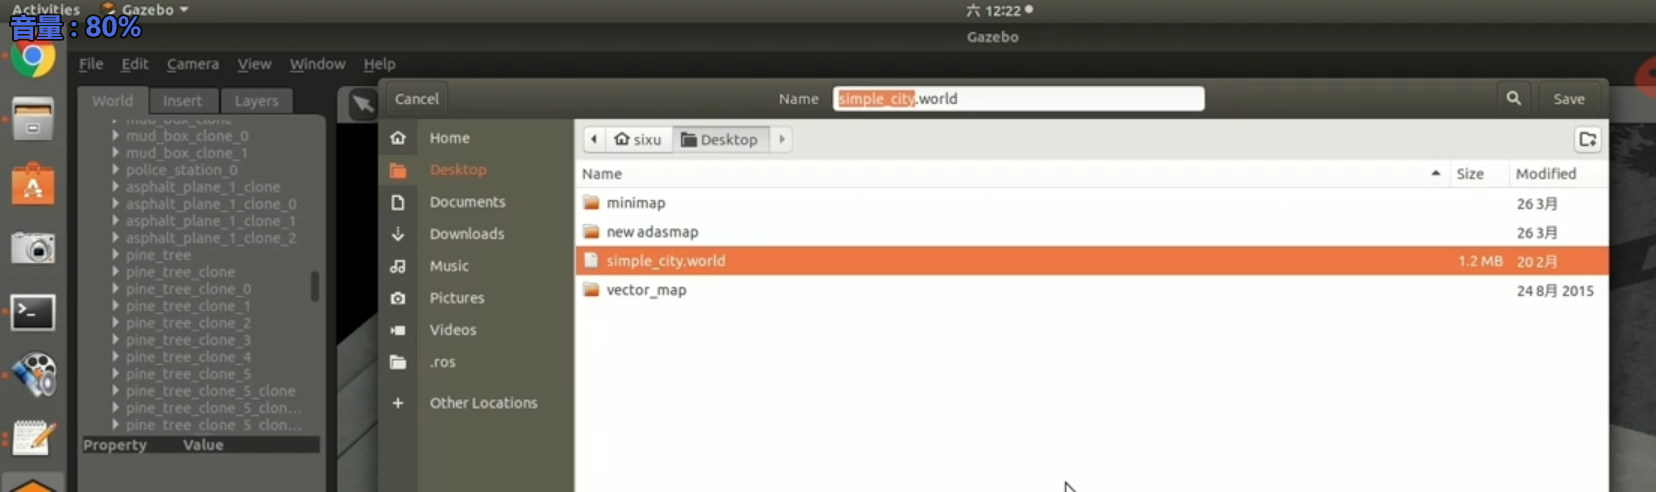 Activities Gazebo 六 12:22
音量：80%
Gazebo
File Edit Camera View Window Help
World Insert Layers
Cancel Name simple_city.world Save
mud_box_clone
mud_box_clone_0
mud_box_clone_1
police_station_0
asphalt_plane_1_clone
asphalt_plane_1_clone_0
asphalt_plane_1_clone_1
asphalt_plane_1_clone_2
pine_tree
pine_tree_clone
pine_tree_clone_0
pine_tree_clone_1
pine_tree_clone_2
pine_tree_clone_3
pine_tree_clone_4
pine_tree_clone_5
pine_tree_clone_5_clone
pine_tree_clone_5_clon...
pine_tree_clone_5_clon...
Property Value
Home
Desktop
Documents
Downloads
Music
Pictures
Videos
.ros
Other Locations
sixu Desktop
Name Size Modified
minimap 26 3月
new adasmap 26 3月
simple_city.world 1.2 MB 20 2月
vector_map 24 8月 2015